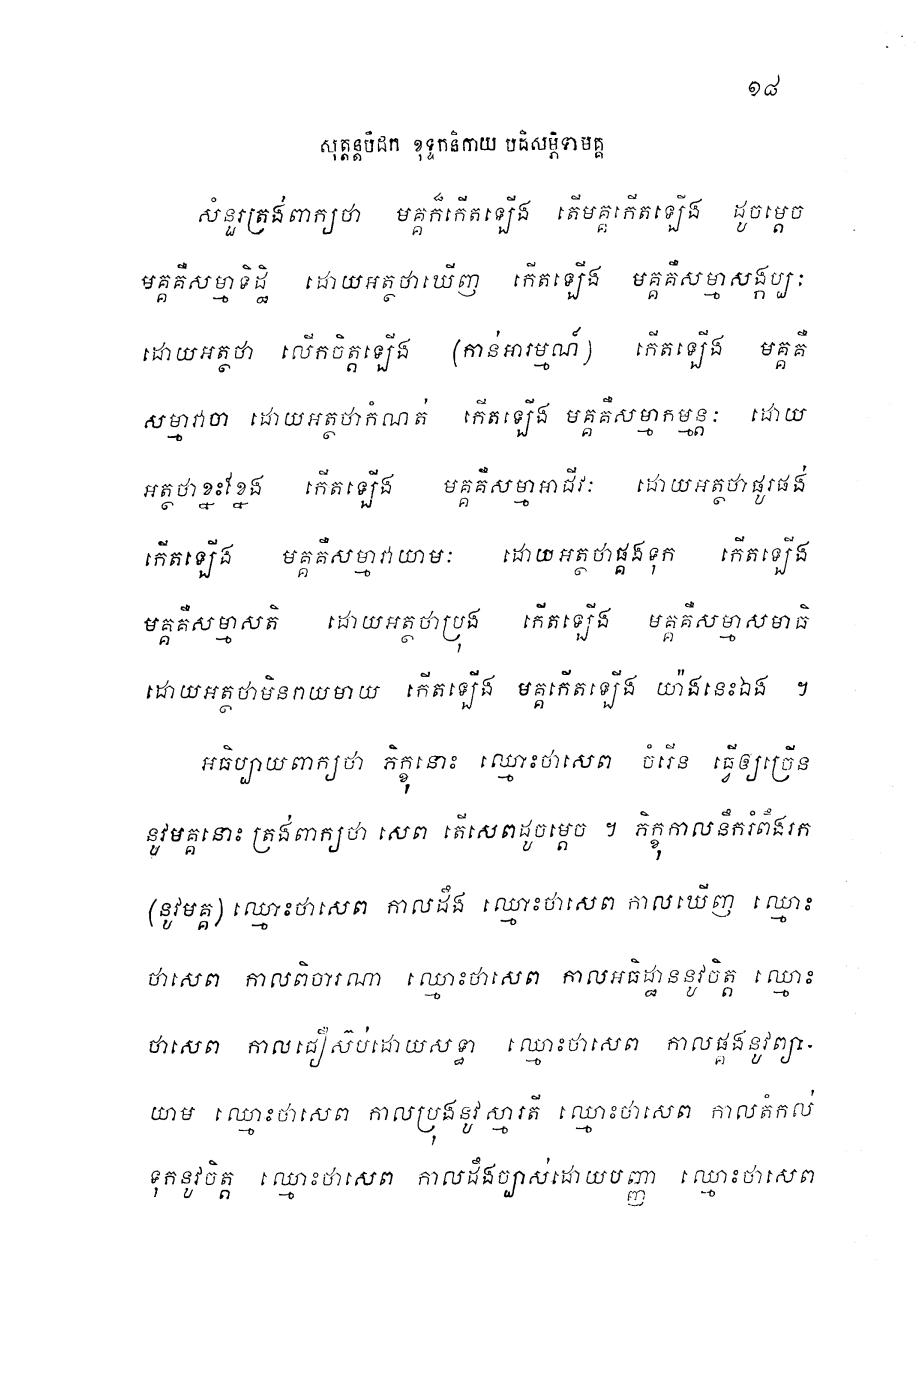 ១៨
សុត្តន្តបិដក ខុទ្ទកនិកាយ បដិសម្ភិទាមគ្គ
សំនួរត្រង់ពាក្យថា មគ្គក៏កើតឡើង តើមគ្គកើតឡើង ដូចម្តេច
មគ្គគឺសម្មាទិដ្ឋិ ដោយអត្ថថាឃើញ កើតឡើង មគ្គគឺសម្មាសង្កប្បៈ
ដោយអត្ថថា លើកចិត្តឡើង (កាន់អារម្មណ៍) កើតឡើង មគ្គគឺ
សម្មាវាចា ដោយអត្ថថាកំណត់ កើតឡើង មគ្គគឺសម្មាកម្មន្តៈ ដោយ
អត្ថថាខ្នះខ្នែង កើតឡើង មគ្គគឺសម្មាអាជីវៈ ដោយអត្ថថាផូរផង់
កើតឡើង មគ្គគឺសម្មាវាយាមៈ ដោយអត្ថថាផ្គងទុក កើតឡើង
មគ្គគឺសម្មាសតិ ដោយអត្ថថាប្រុង កើតឡើង មគ្គគឺសម្មាសមាធិ
ដោយអត្ថថាមិនរាយមាយ កើតឡើង មគ្គកើតឡើង យ៉ាងនេះឯង ។
អធិប្បាយពាក្យថា ភិក្ខុនោះ ឈ្មោះថាសេព ចំរើន ធ្វើឲ្យច្រើន
នូវមគ្គនោះ ត្រង់ពាក្យថា សេព តើសេពដូចម្តេច ។ ភិក្ខុកាលនឹករំពឹងរក
(នូវមគ្គ) ឈ្មោះថាសេព កាលដឹង ឈ្មោះថាសេព កាលឃើញ ឈ្មោះ
ថាសេព កាលពិចារណា ឈ្មោះថាសេព កាលអធិដ្ឋាននូវចិត្ត ឈ្មោះ
ថាសេព កាលជឿស៊ប់ដោយសទ្ធា ឈ្មោះថាសេព កាលផ្គងនូវព្យា-
យាម ឈ្មោះថាសេព កាលប្រុងនូវស្មារតី ឈ្មោះថាសេព កាលតំកល់
ទុកនូវចិត្ត ឈ្មោះថាសេព កាលដឹងច្បាស់ដោយបញ្ញា ឈ្មោះថាសេព